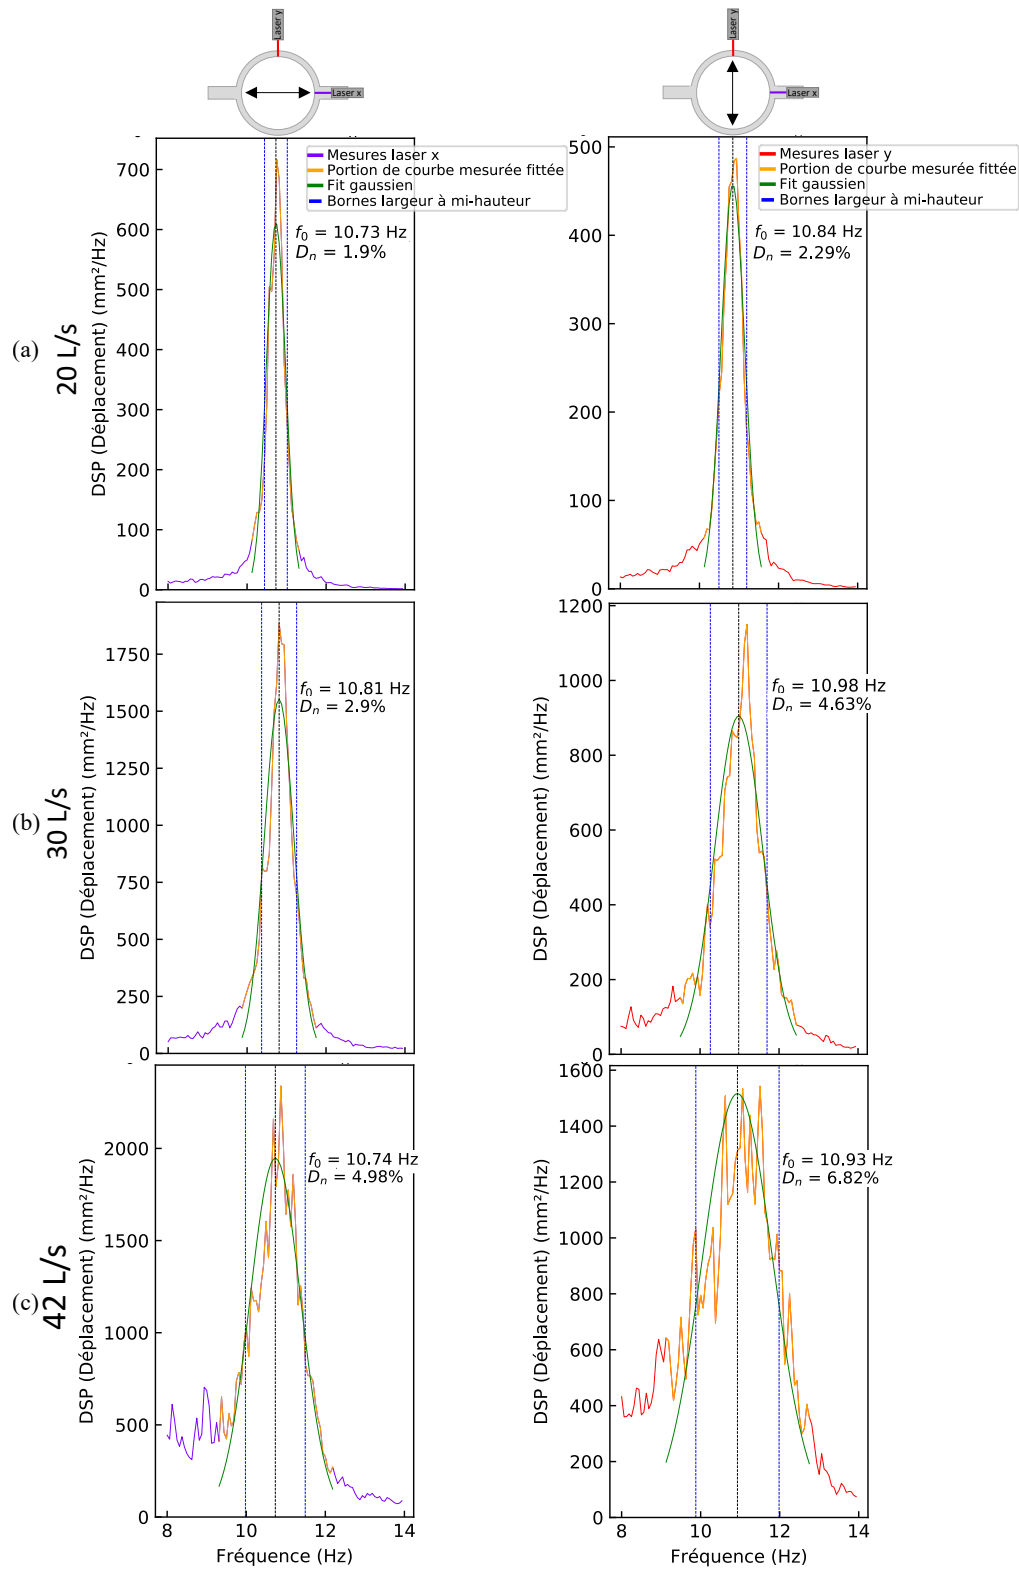 Laser y
Laser x
Laser y
Laser x
(a)
20 L/s
DSP (Déplacement) (mm²/Hz)
700
600
500
400
300
200
100
0
Mesures laser x
Portion de courbe mesurée fittée
Fit gaussien
Bornes largeur à mi-hauteur
f₀ = 10.73 Hz
Dₙ = 1.9%
DSP (Déplacement) (mm²/Hz)
500
400
300
200
100
0
Mesures laser y
Portion de courbe mesurée fittée
Fit gaussien
Bornes largeur à mi-hauteur
f₀ = 10.84 Hz
Dₙ = 2.29%
(b)
30 L/s
DSP (Déplacement) (mm²/Hz)
1750
1500
1250
1000
750
500
250
0
f₀ = 10.81 Hz
Dₙ = 2.9%
DSP (Déplacement) (mm²/Hz)
1200
1000
800
600
400
200
0
f₀ = 10.98 Hz
Dₙ = 4.63%
(c)
42 L/s
DSP (Déplacement) (mm²/Hz)
2000
1500
1000
500
0
f₀ = 10.74 Hz
Dₙ = 4.98%
8 10 12 14
Fréquence (Hz)
DSP (Déplacement) (mm²/Hz)
1600
1400
1200
1000
800
600
400
200
0
f₀ = 10.93 Hz
Dₙ = 6.82%
8 10 12 14
Fréquence (Hz)